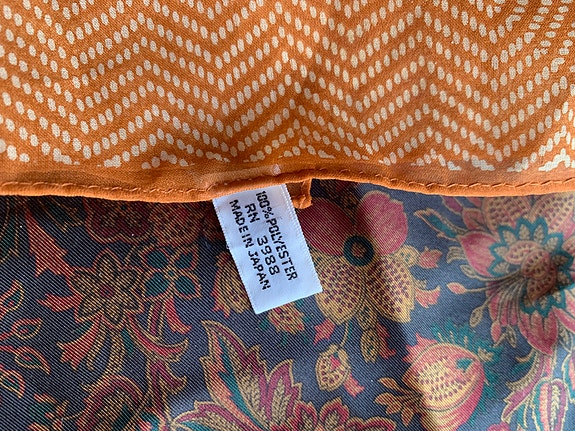 100% POLYESTER
RN 3988
MADE IN JAPAN